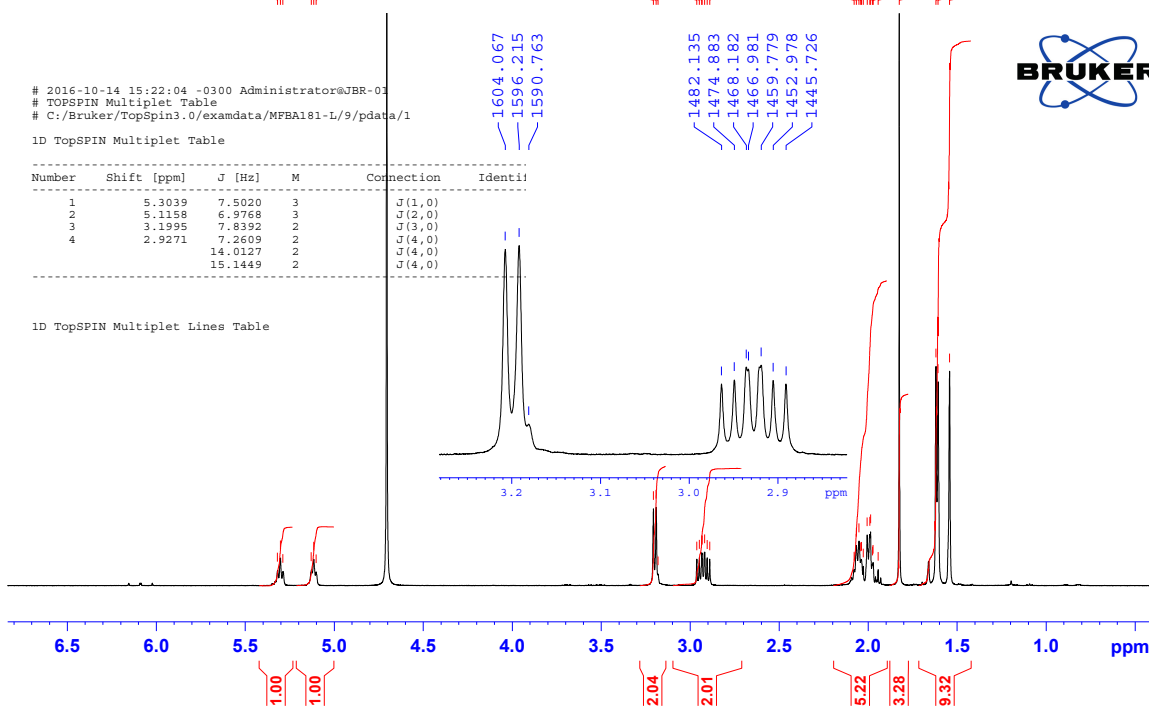 1604.067
1596.215
1590.763
1482.135
1474.883
1468.182
1466.981
1459.779
1452.978
1445.726
BRUKER
# 2016-10-14 15:22:04 -0300 Administrator@JBR-01
# TOPSPIN Multiplet Table
# C:/Bruker/TopSpin3.0/examdata/MFBA181-L/9/pdata/1
1D TopSPIN Multiplet Table
Number Shift [ppm] J [Hz] M Connection Identif
1 5.3039 7.5020 3 J(1,0)
2 5.1158 6.9768 3 J(2,0)
3 3.1995 7.8392 2 J(3,0)
4 2.9271 7.2609 2 J(4,0)
14.0127 2 J(4,0)
15.1449 2 J(4,0)
1D TopSPIN Multiplet Lines Table
3.2 3.1 3.0 2.9 ppm
6.5 6.0 5.5 5.0 4.5 4.0 3.5 3.0 2.5 2.0 1.5 1.0 ppm
1.00
1.00
2.04
2.01
5.22
3.28
9.32